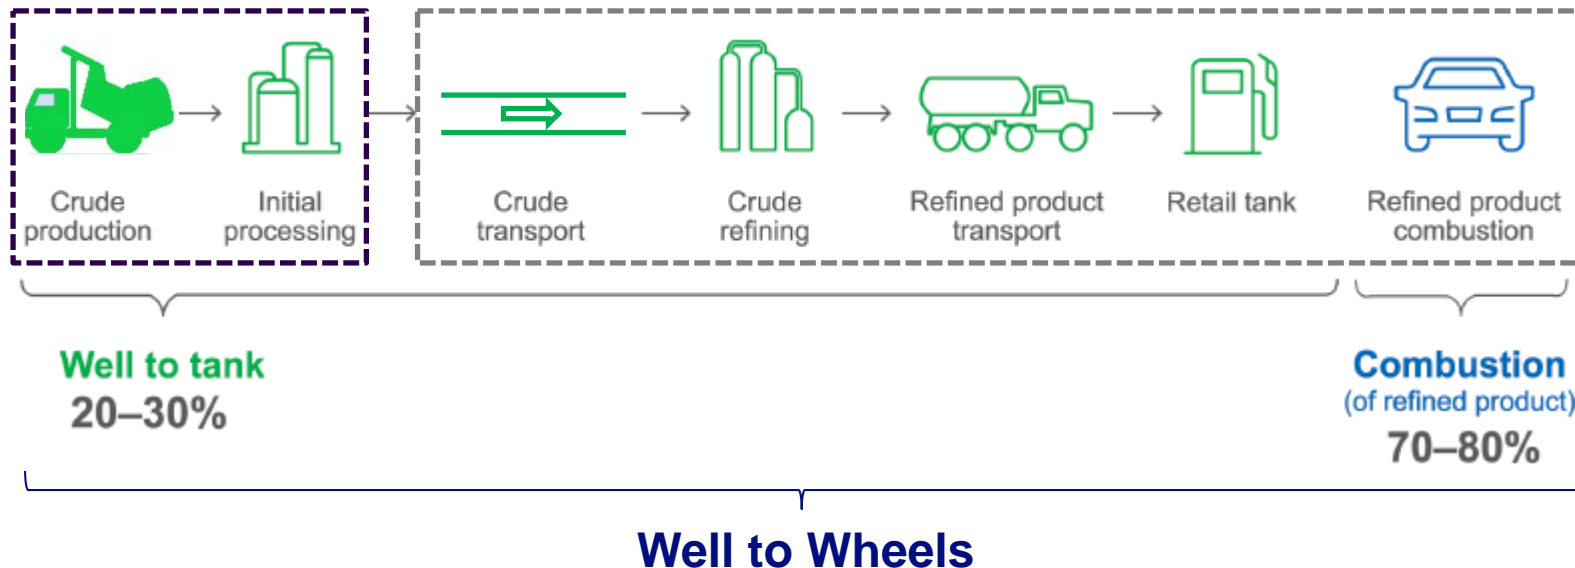 Crude
production
Initial
processing
Crude
transport
Crude
refining
Refined product
transport
Retail tank
Refined product
combustion
Well to tank
20–30%
Combustion
(of refined product)
70–80%
Well to Wheels